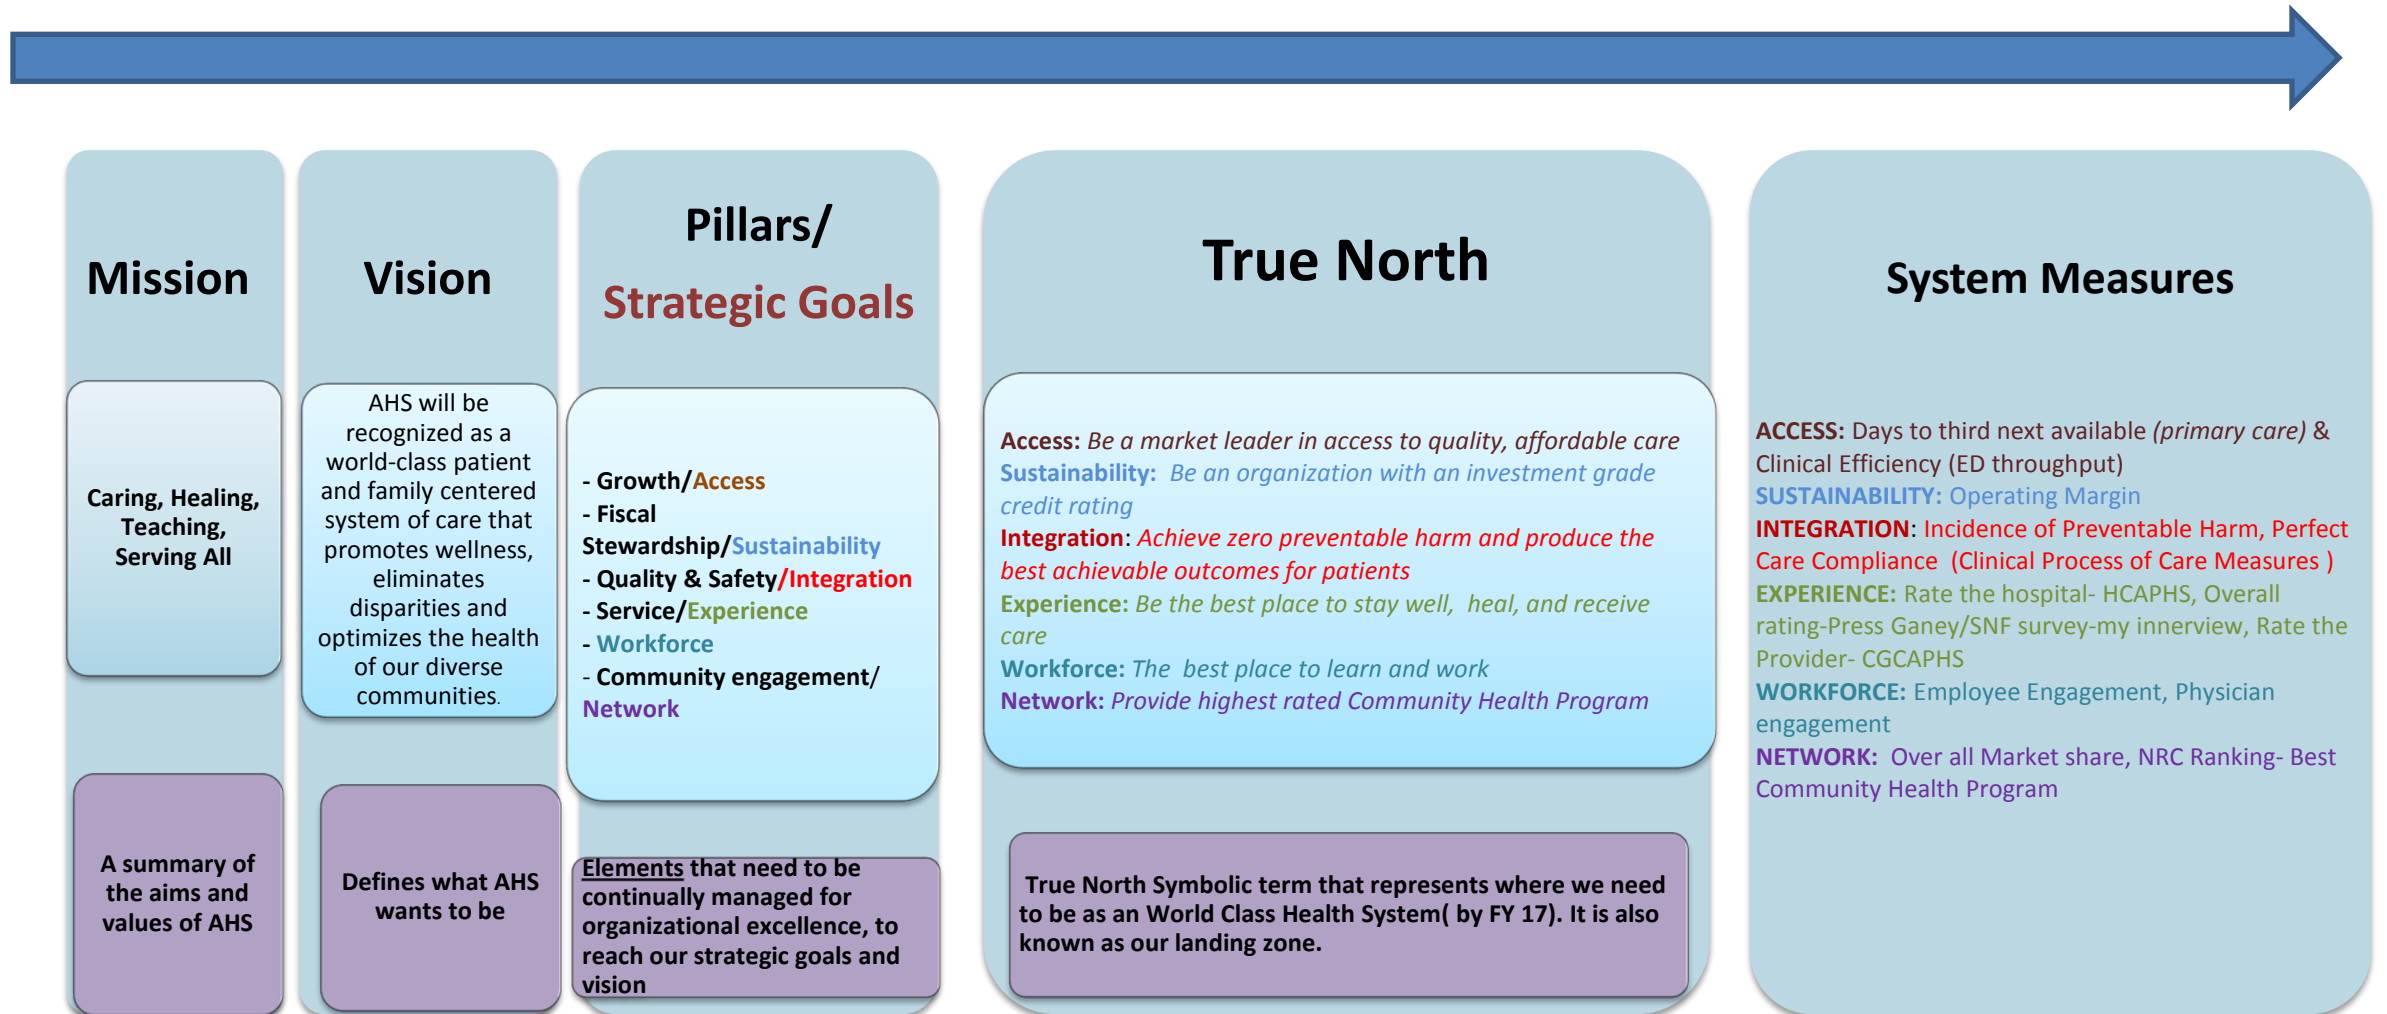 Mission
Caring, Healing,
Teaching,
Serving All
A summary of
the aims and
values of AHS
Vision
AHS will be
recognized as a
world-class patient
and family centered
system of care that
promotes wellness,
eliminates
disparities and
optimizes the health
of our diverse
communities.
Defines what AHS
wants to be
Pillars/
Strategic Goals
- Growth/Access
- Fiscal
Stewardship/Sustainability
- Quality & Safety/Integration
- Service/Experience
- Workforce
- Community engagement/
Network
Elements that need to be
continually managed for
organizational excellence, to
reach our strategic goals and
vision
True North
Access: Be a market leader in access to quality, affordable care
Sustainability: Be an organization with an investment grade
credit rating
Integration: Achieve zero preventable harm and produce the
best achievable outcomes for patients
Experience: Be the best place to stay well, heal, and receive
care
Workforce: The best place to learn and work
Network: Provide highest rated Community Health Program
True North Symbolic term that represents where we need
to be as an World Class Health System( by FY 17). It is also
known as our landing zone.
System Measures
ACCESS: Days to third next available (primary care) &
Clinical Efficiency (ED throughput)
SUSTAINABILITY: Operating Margin
INTEGRATION: Incidence of Preventable Harm, Perfect
Care Compliance (Clinical Process of Care Measures )
EXPERIENCE: Rate the hospital- HCAPHS, Overall
rating-Press Ganey/SNF survey-my innerview, Rate the
Provider- CGCAPHS
WORKFORCE: Employee Engagement, Physician
engagement
NETWORK: Over all Market share, NRC Ranking- Best
Community Health Program